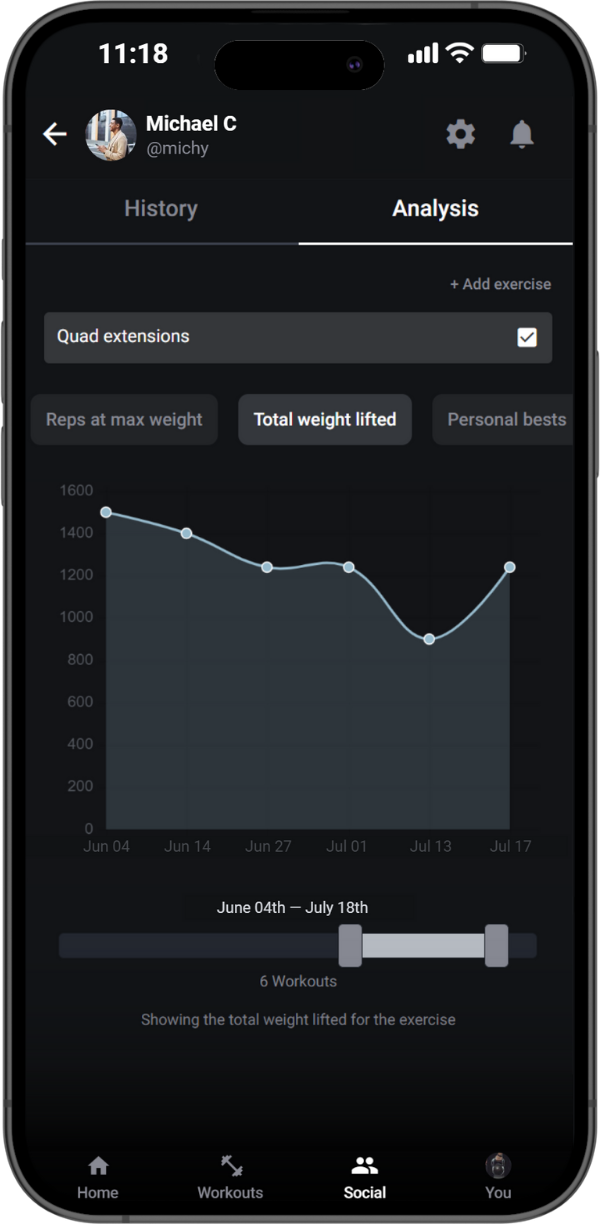 11:18
Michael C
@michy
History
Analysis
+ Add exercise
Quad extensions
Reps at max weight
Total weight lifted
Personal bests
1600
1400
1200
1000
800
600
400
200
0
Jun 04 Jun 14 Jun 27 Jul 01 Jul 13 Jul 17
June 04th — July 18th
6 Workouts
Showing the total weight lifted for the exercise
Home Workouts Social You